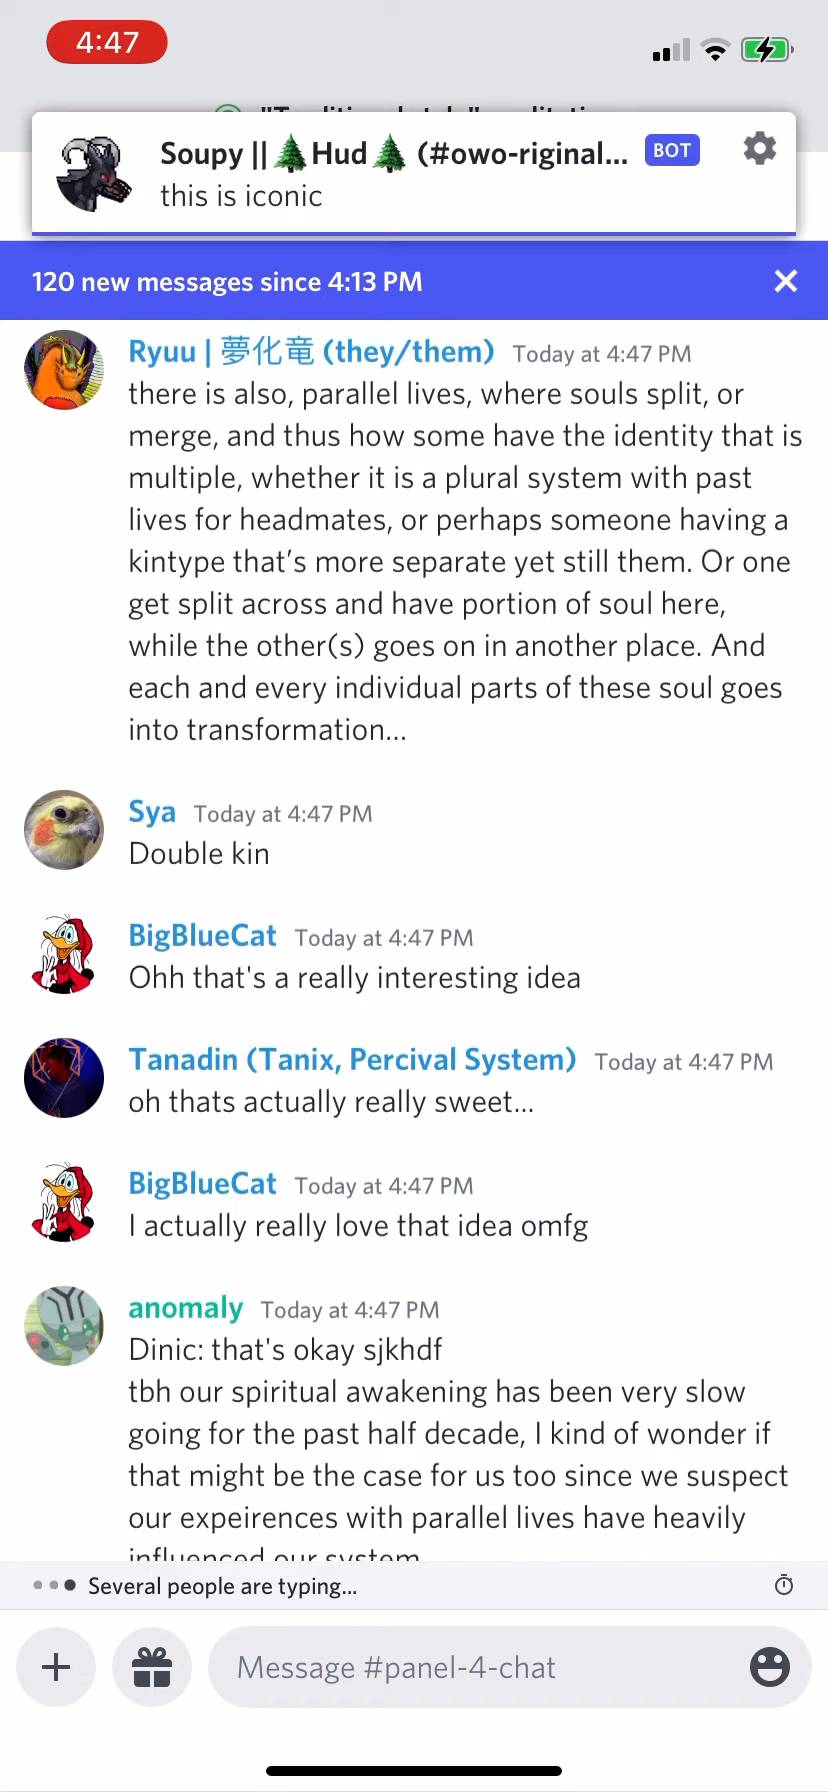 4:47
Soupy ||🌲Hud🌲 (#owo-riginal... BOT
this is iconic
120 new messages since 4:13 PM
Ryuu | 夢化竜 (they/them) Today at 4:47 PM
there is also, parallel lives, where souls split, or
merge, and thus how some have the identity that is
multiple, whether it is a plural system with past
lives for headmates, or perhaps someone having a
kintype that’s more separate yet still them. Or one
get split across and have portion of soul here,
while the other(s) goes on in another place. And
each and every individual parts of these soul goes
into transformation...
Sya Today at 4:47 PM
Double kin
BigBlueCat Today at 4:47 PM
Ohh that's a really interesting idea
Tanadin (Tanix, Percival System) Today at 4:47 PM
oh thats actually really sweet...
BigBlueCat Today at 4:47 PM
I actually really love that idea omfg
anomaly Today at 4:47 PM
Dinic: that's okay sjkhdf
tbh our spiritual awakening has been very slow
going for the past half decade, I kind of wonder if
that might be the case for us too since we suspect
our expeirences with parallel lives have heavily
influenced our system
Several people are typing...
Message #panel-4-chat